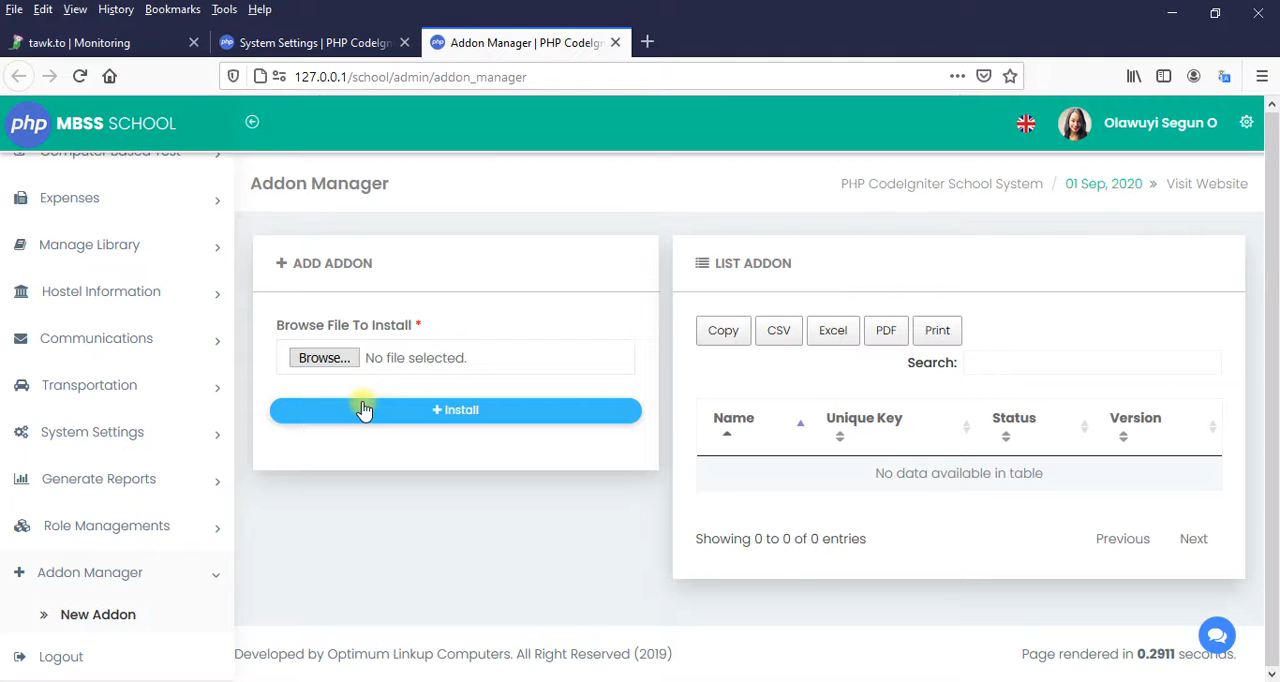 File Edit View History Bookmarks Tools Help
tawk.to | Monitoring
System Settings | PHP CodeIgn
Addon Manager | PHP CodeIgn
127.0.0.1/school/admin/addon_manager
php MBSS SCHOOL
Olawuyi Segun O
Computer Based Test
Expenses
Manage Library
Hostel Information
Communications
Transportation
System Settings
Generate Reports
Role Managements
Addon Manager
New Addon
Logout
Addon Manager
PHP CodeIgniter School System / 01 Sep, 2020 » Visit Website
+ ADD ADDON
Browse File To Install *
Browse... No file selected.
+ Install
LIST ADDON
Copy CSV Excel PDF Print
Search:
Name Unique Key Status Version
No data available in table
Showing 0 to 0 of 0 entries
Previous Next
Developed by Optimum Linkup Computers. All Right Reserved (2019)
Page rendered in 0.2911 seconds.